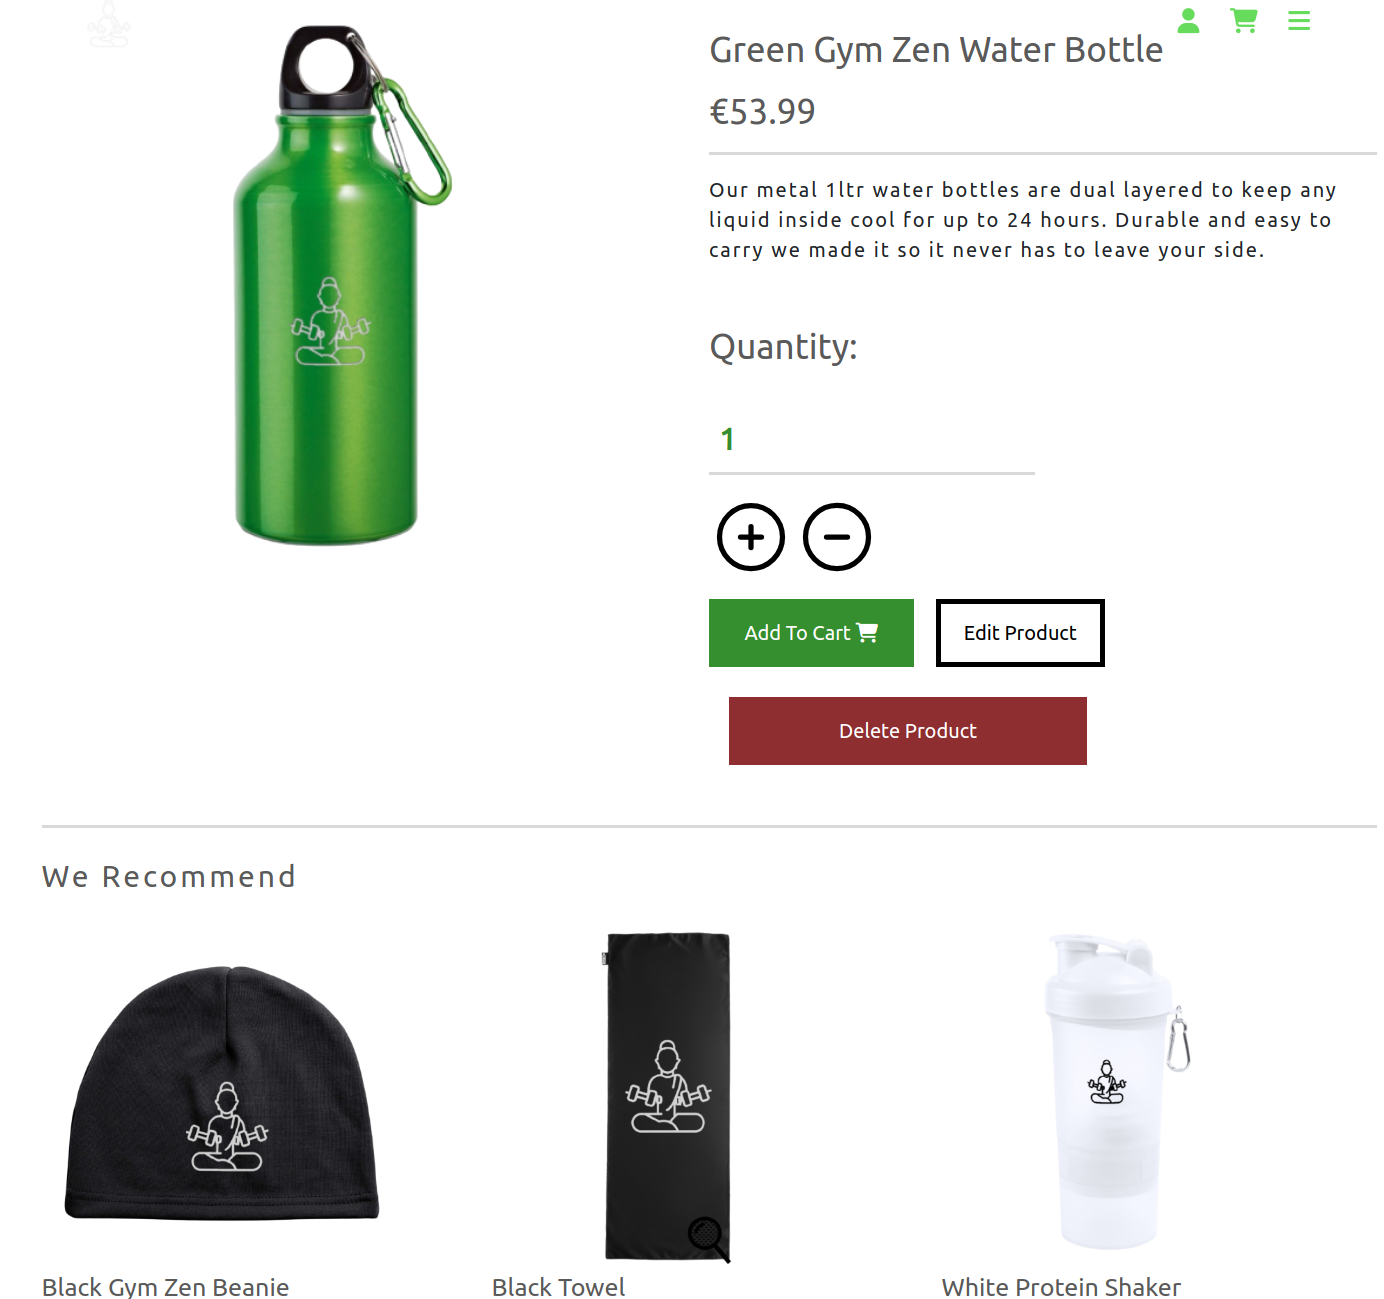 Green Gym Zen Water Bottle
€53.99
Our metal 1ltr water bottles are dual layered to keep any
liquid inside cool for up to 24 hours. Durable and easy to
carry we made it so it never has to leave your side.
Quantity:
1
Add To Cart
Edit Product
Delete Product
We Recommend
Black Gym Zen Beanie
Black Towel
White Protein Shaker